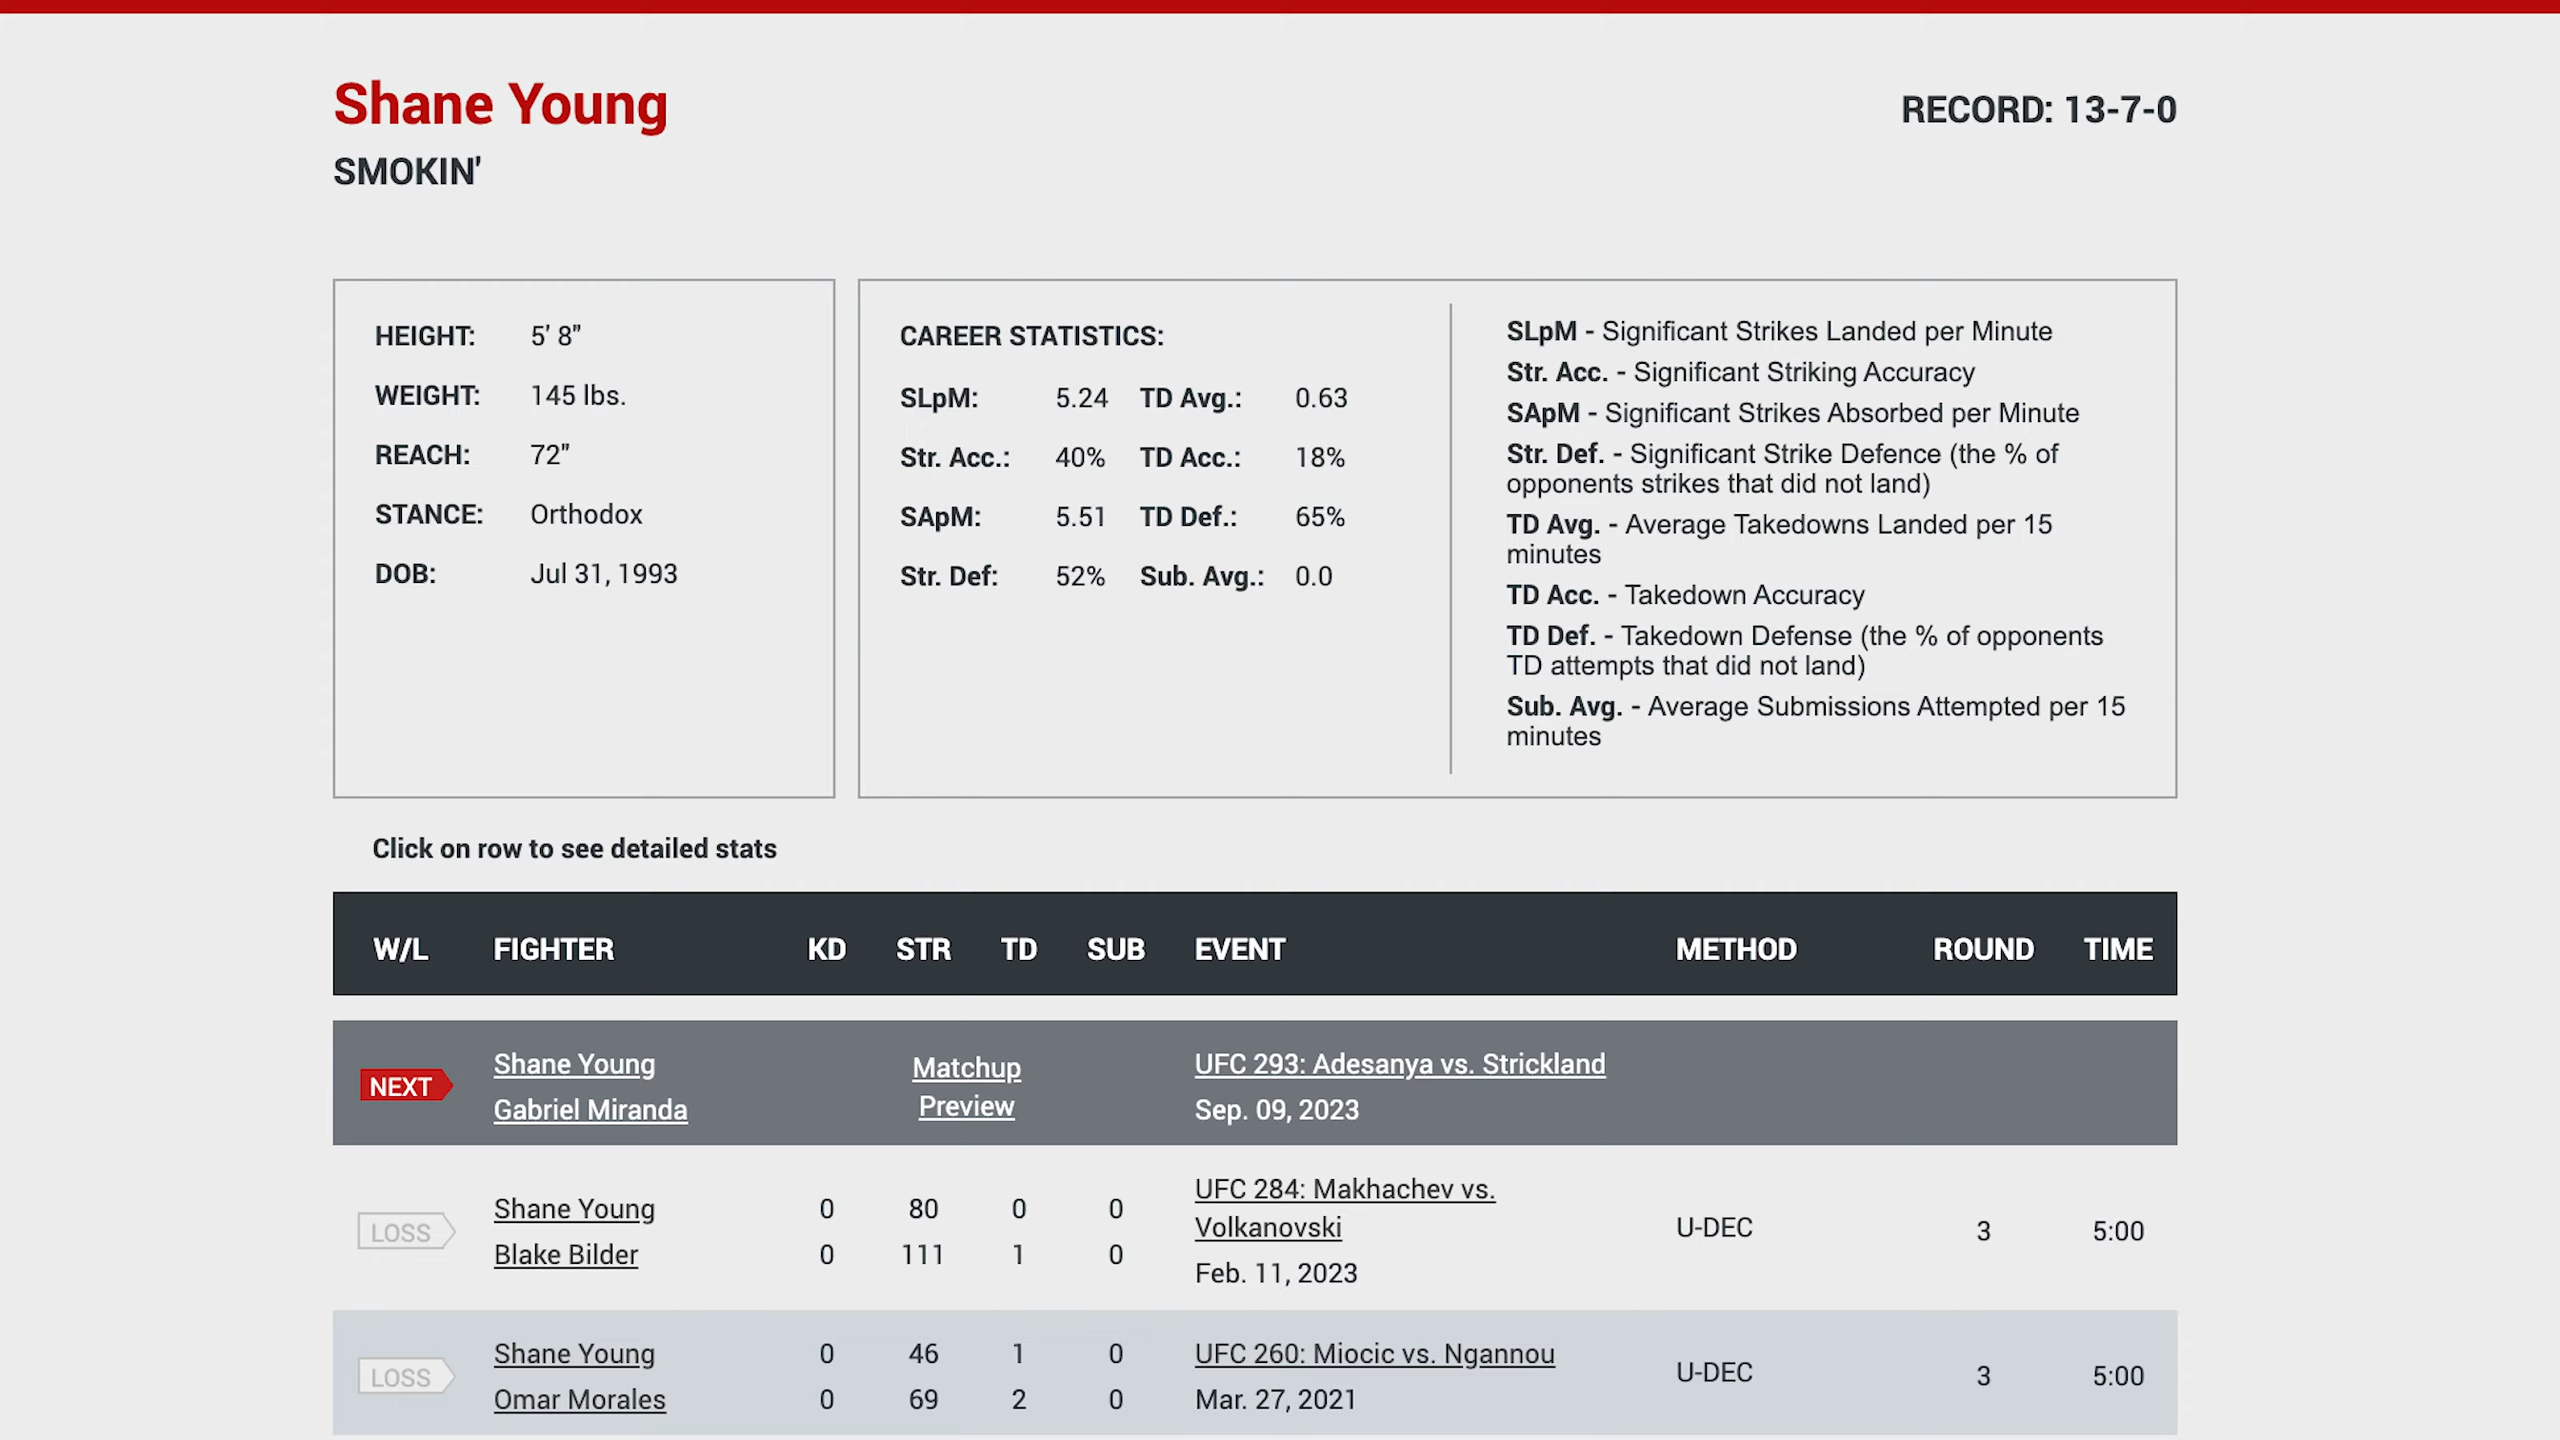 Shane Young
RECORD: 13-7-0
SMOKIN'
HEIGHT: 5' 8"
WEIGHT: 145 lbs.
REACH: 72"
STANCE: Orthodox
DOB: Jul 31, 1993
CAREER STATISTICS:
SLpM: 5.24 TD Avg.: 0.63
Str. Acc.: 40% TD Acc.: 18%
SApM: 5.51 TD Def.: 65%
Str. Def: 52% Sub. Avg.: 0.0
SLpM - Significant Strikes Landed per Minute
Str. Acc. - Significant Striking Accuracy
SApM - Significant Strikes Absorbed per Minute
Str. Def. - Significant Strike Defence (the % of
opponents strikes that did not land)
TD Avg. - Average Takedowns Landed per 15
minutes
TD Acc. - Takedown Accuracy
TD Def. - Takedown Defense (the % of opponents
TD attempts that did not land)
Sub. Avg. - Average Submissions Attempted per 15
minutes
Click on row to see detailed stats
W/L FIGHTER KD STR TD SUB EVENT METHOD ROUND TIME
NEXT
Shane Young
Gabriel Miranda
Matchup
Preview
UFC 293: Adesanya vs. Strickland
Sep. 09, 2023
LOSS
Shane Young 0 80 0 0
Blake Bilder 0 111 1 0
UFC 284: Makhachev vs.
Volkanovski
Feb. 11, 2023
U-DEC 3 5:00
LOSS
Shane Young 0 46 1 0
Omar Morales 0 69 2 0
UFC 260: Miocic vs. Ngannou
Mar. 27, 2021
U-DEC 3 5:00